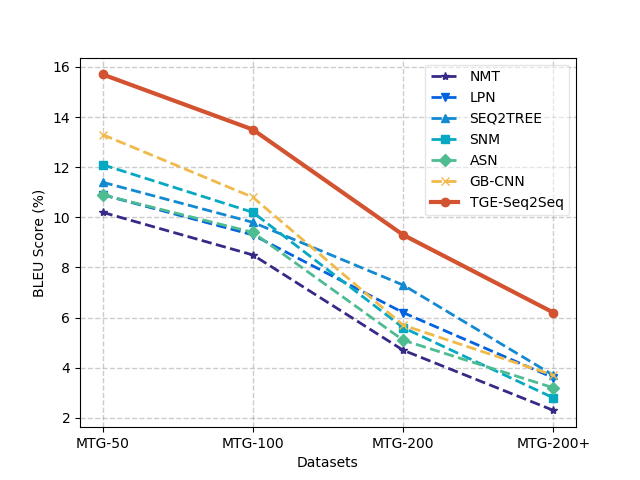 16
14
12
10
8
6
4
2
BLEU Score (%)
NMT
LPN
SEQ2TREE
SNM
ASN
GB-CNN
TGE-Seq2Seq
MTG-50 MTG-100 MTG-200 MTG-200+
Datasets